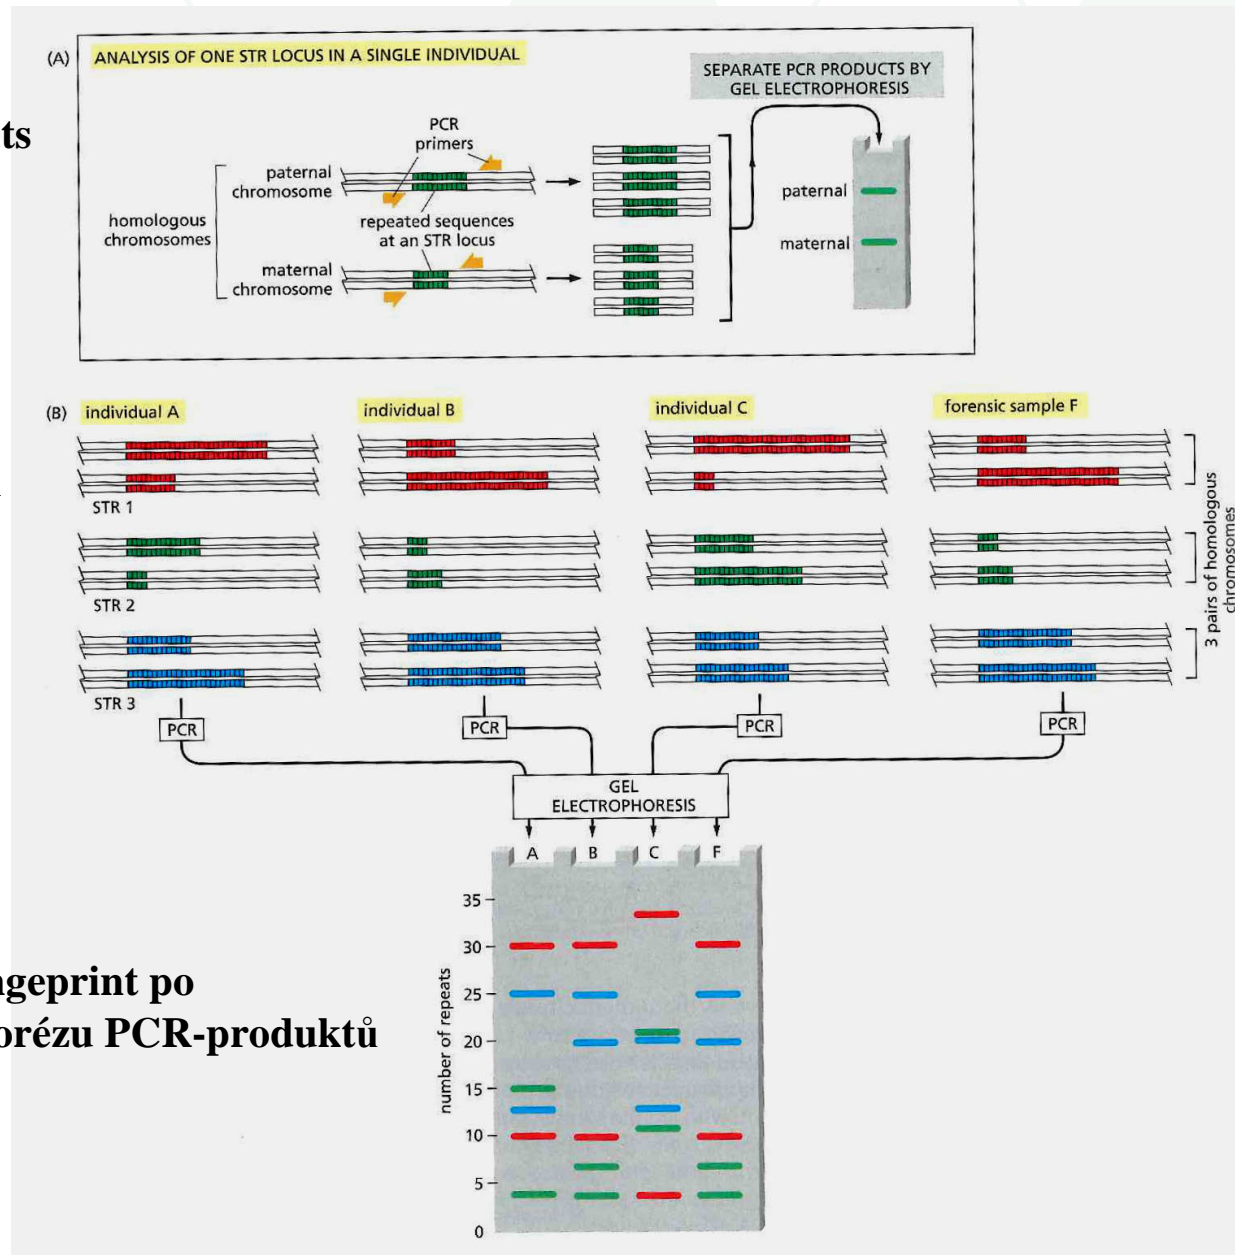 (A)
ANALYSIS OF ONE STR LOCUS IN A SINGLE INDIVIDUAL
SEPARATE PCR PRODUCTS BY
GEL ELECTROPHORESIS
PCR
primers
paternal
chromosome
homologous
chromosomes
repeated sequences
at an STR locus
maternal
chromosome
paternal
maternal
(B)
individual A
individual B
individual C
forensic sample F
STR 1
STR 2
STR 3
3 pairs of homologous
chromosomes
PCR
PCR
PCR
PCR
GEL
ELECTROPHORESIS
A B C F
number of repeats
35
30
25
20
15
10
5
0
ts
ngeprint po
orézu PCR-produktů